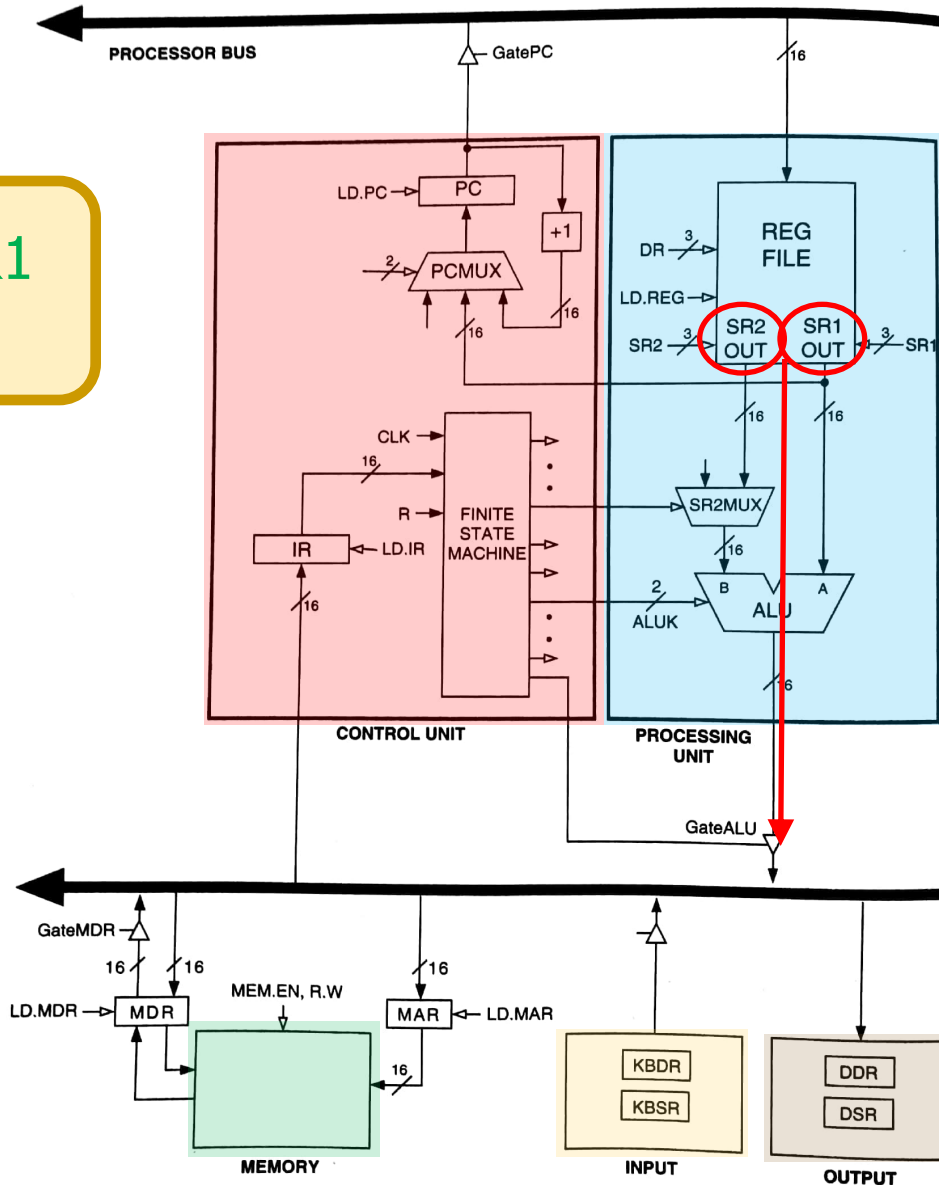 PROCESSOR BUS
GatePC
16
1
LD.PC
PC
+1
2
PCMUX
16
16
REG
FILE
DR
3
LD.REG
SR2
3
SR2
OUT
SR1
OUT
3
SR1
16
16
CLK
16
R
FINITE
STATE
MACHINE
IR
LD.IR
16
SR2MUX
16
B
A
ALU
2
ALUK
16
CONTROL UNIT
PROCESSING
UNIT
GateALU
GateMDR
16
16
16
LD.MDR
MDR
MEM.EN, R.W
MAR
LD.MAR
16
KBDR
KBSR
DDR
DSR
MEMORY
INPUT
OUTPUT